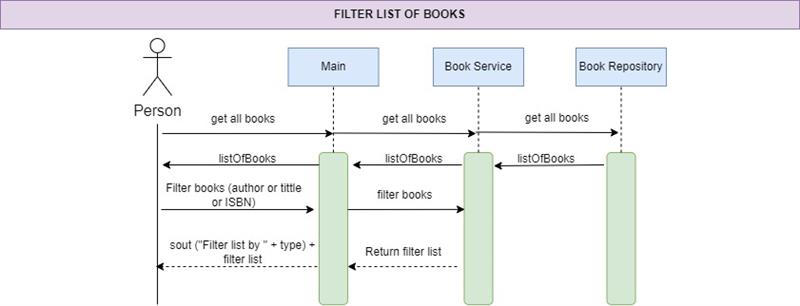 FILTER LIST OF BOOKS
Main
Book Service
Book Repository
Person
get all books
get all books
get all books
listOfBooks
listOfBooks
listOfBooks
Filter books (author or tittle
or ISBN)
filter books
sout ("Filter list by " + type) +
filter list
Return filter list